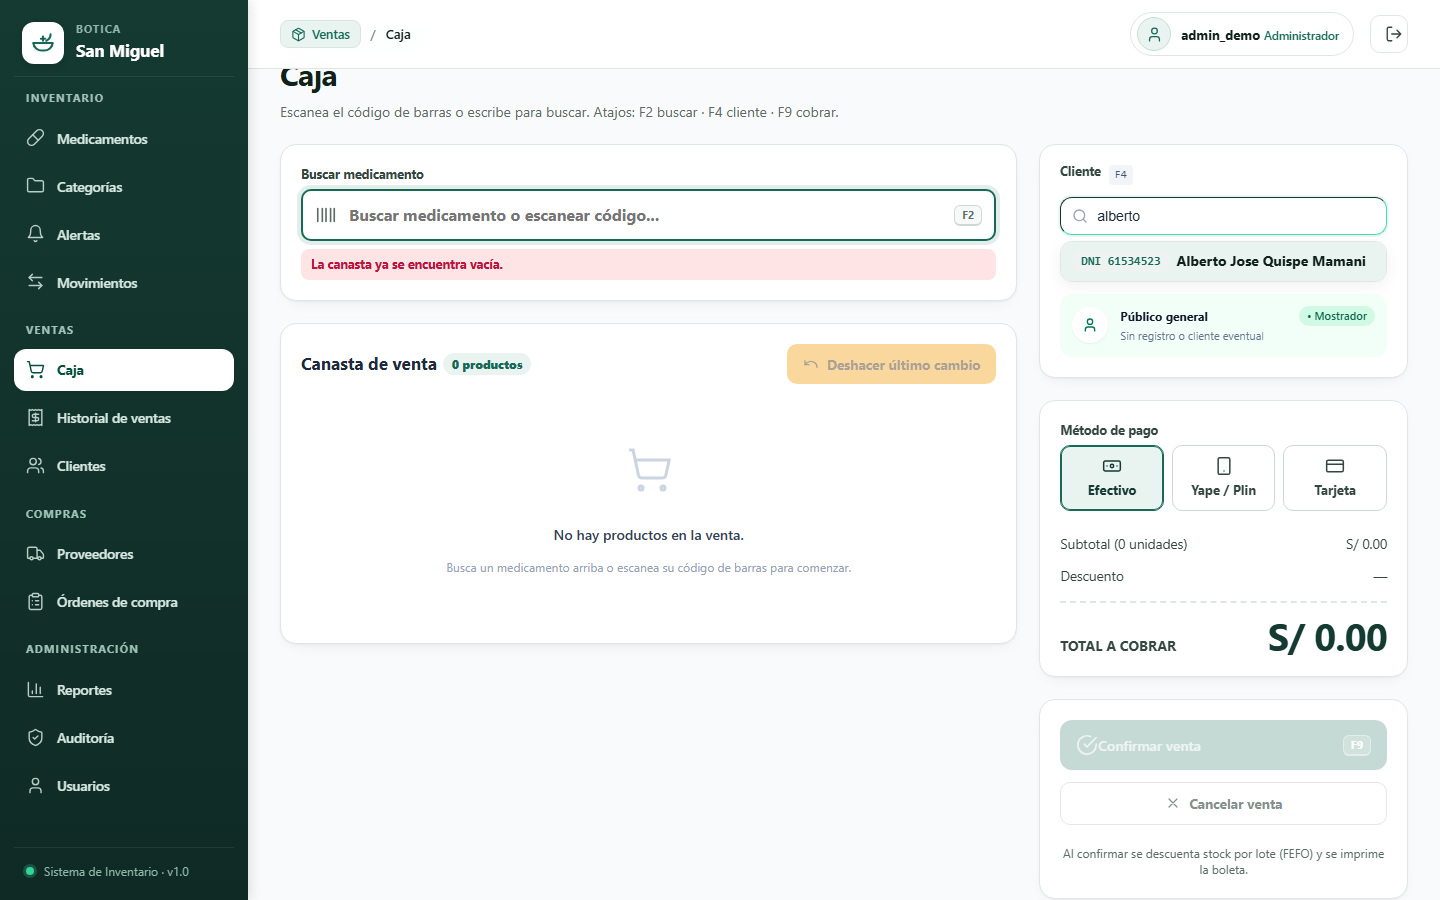 BOTICA
San Miguel
INVENTARIO
Medicamentos
Categorías
Alertas
Movimientos
VENTAS
Caja
Historial de ventas
Clientes
COMPRAS
Proveedores
Órdenes de compra
ADMINISTRACIÓN
Reportes
Auditoría
Usuarios
Sistema de Inventario · v1.0
Ventas / Caja
admin_demo Administrador
Caja
Escanea el código de barras o escribe para buscar. Atajos: F2 buscar · F4 cliente · F9 cobrar.
Buscar medicamento
Buscar medicamento o escanear código... F2
La canasta ya se encuentra vacía.
Canasta de venta 0 productos
Deshacer último cambio
No hay productos en la venta.
Busca un medicamento arriba o escanea su código de barras para comenzar.
Cliente F4
alberto
DNI 61534523 Alberto Jose Quispe Mamani
Público general • Mostrador
Sin registro o cliente eventual
Método de pago
Efectivo Yape / Plin Tarjeta
Subtotal (0 unidades) S/ 0.00
Descuento —
TOTAL A COBRAR S/ 0.00
Confirmar venta F9
Cancelar venta
Al confirmar se descuenta stock por lote (FEFO) y se imprime
la boleta.